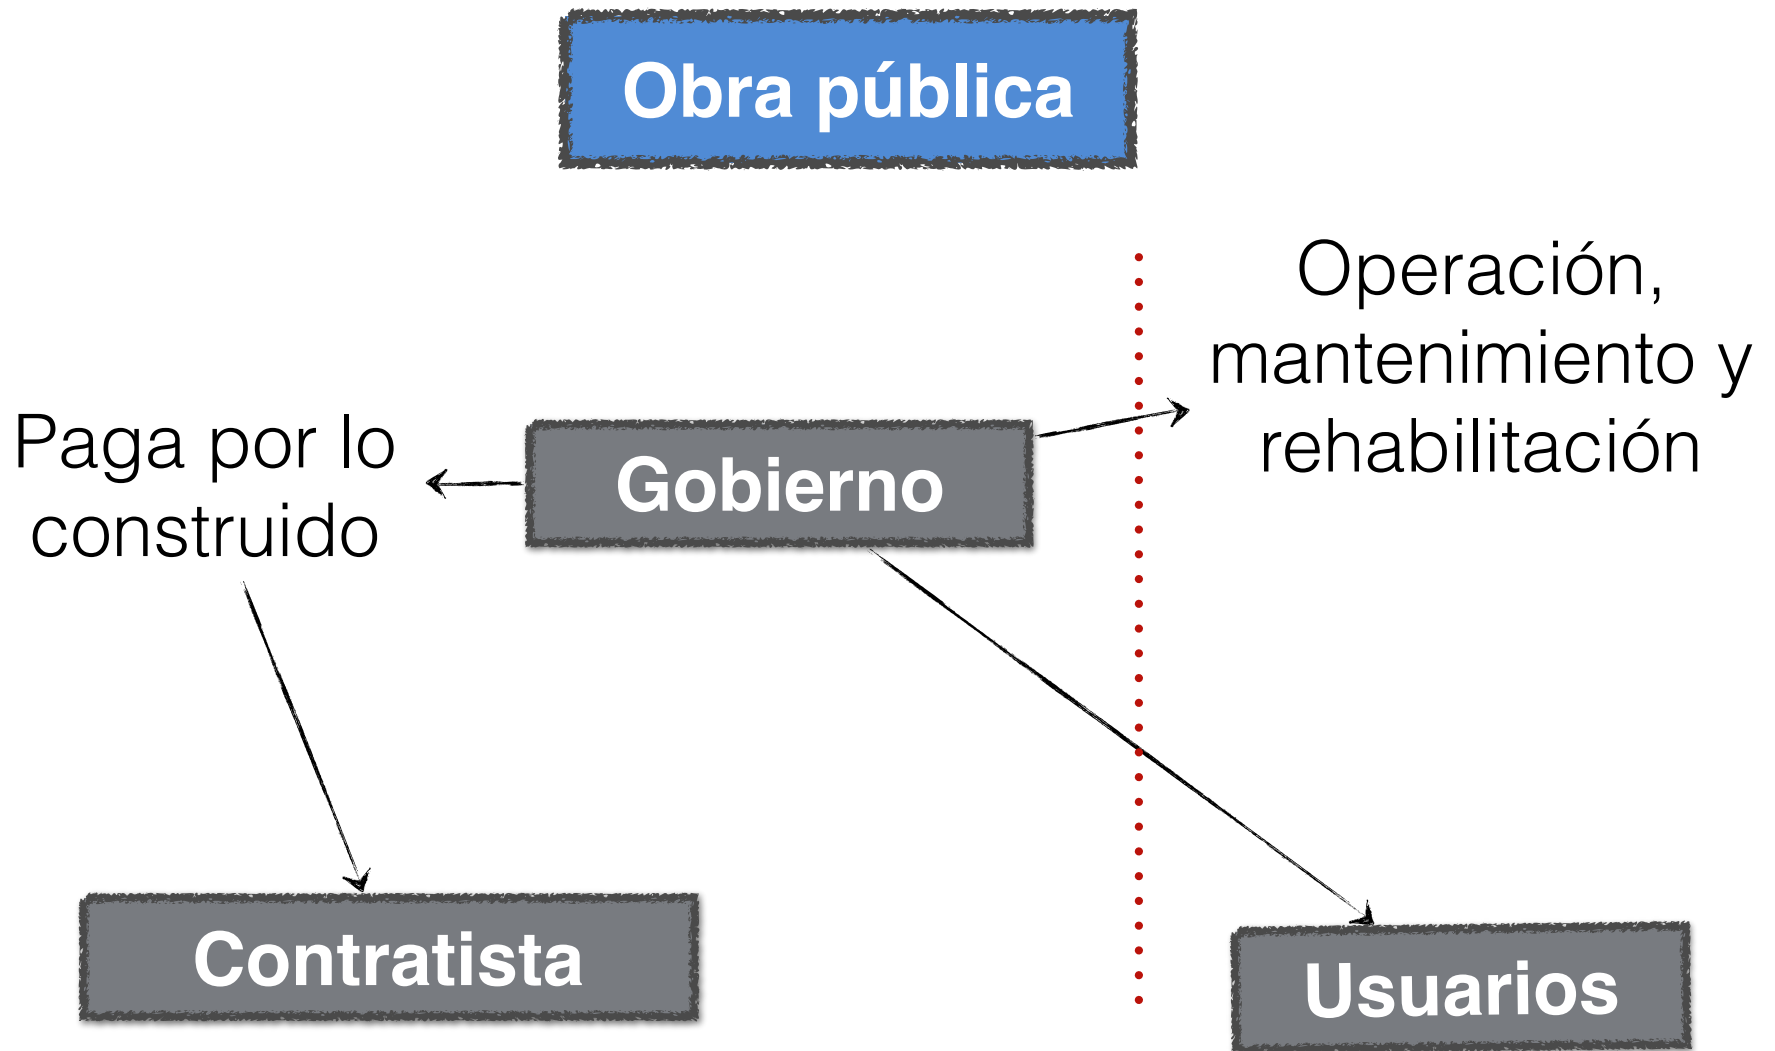 Obra pública
Operación,
mantenimiento y
rehabilitación
Paga por lo
construido
Gobierno
Contratista
Usuarios